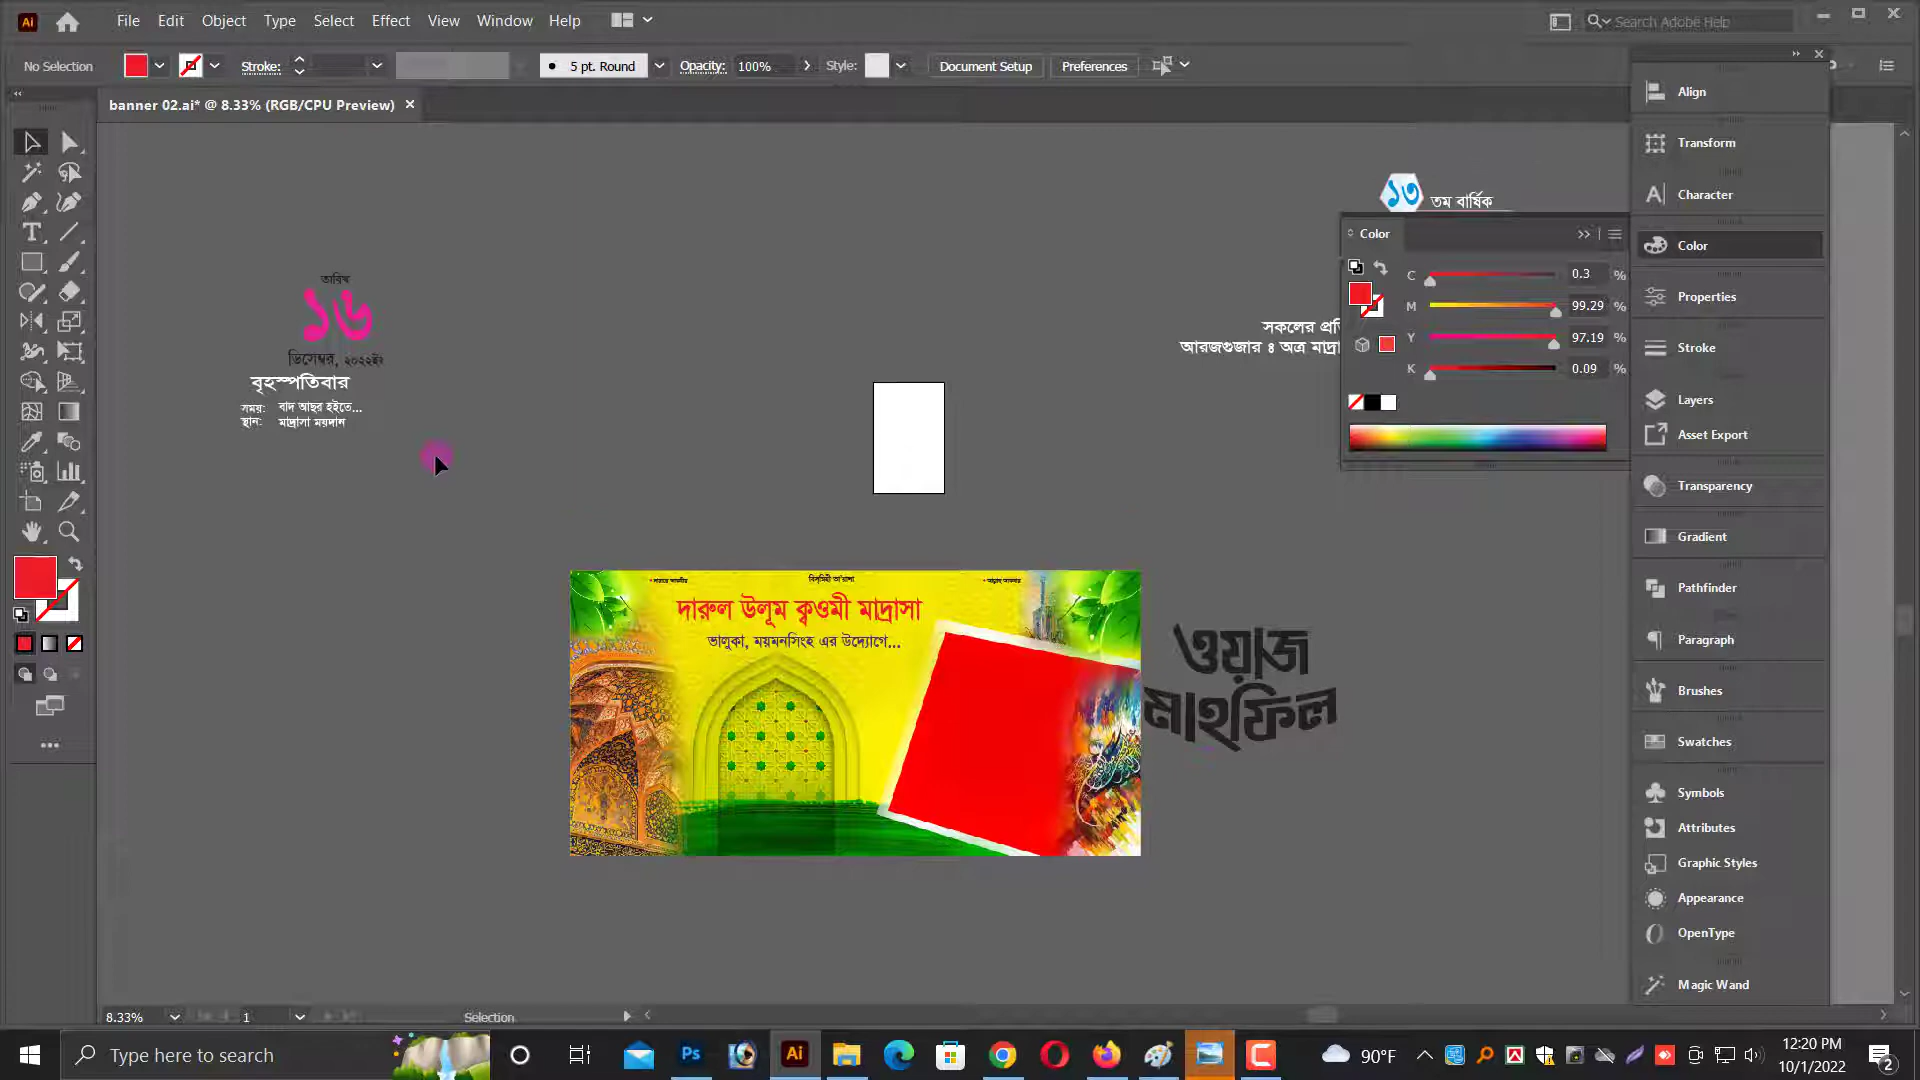 File Edit Object Type Select Effect View Window Help
Search Adobe Help
No Selection
Stroke:
5 pt. Round
Opacity: 100%
Style:
Document Setup
Preferences
banner 02.ai* @ 8.33% (RGB/CPU Preview)
Align
Transform
Character
Color
Properties
Stroke
Layers
Asset Export
Transparency
Gradient
Pathfinder
Paragraph
Brushes
Swatches
Symbols
Attributes
Graphic Styles
Appearance
OpenType
Magic Wand
Color
C 0.3 %
M 99.29 %
Y 97.19 %
K 0.09 %
১৩ তম বার্ষিক
সকলের প্রতি
আরজগুজার ঃ অত্র মাদ্রা
তারিখ
১৬
ডিসেম্বর, ২০২২ইং
বৃহস্পতিবার
সময়: বাদ আছর হইতে...
স্থান: মাদ্রাসা ময়দান
দারুল উলূম ক্বওমী মাদ্রাসা
ভালুকা, ময়মনসিংহ এর উদ্যোগে...
ওয়াজ
মাহফিল
8.33%
1
Selection
Type here to search
90°F
12:20 PM
10/1/2022
2